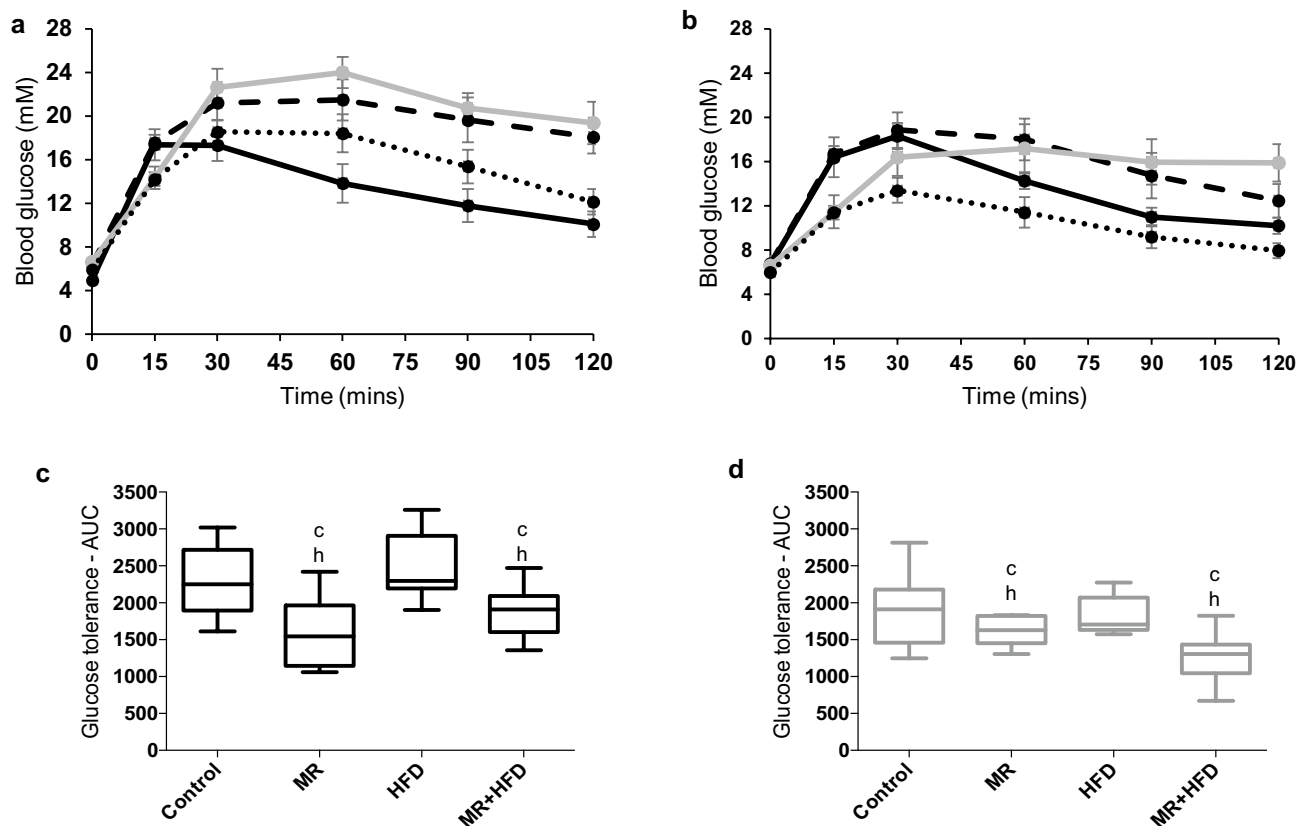 a
Blood glucose (mM)
28
24
20
16
12
8
4
0
0 15 30 45 60 75 90 105 120
Time (mins)
b
Blood glucose (mM)
28
24
20
16
12
8
4
0
0 15 30 45 60 75 90 105 120
Time (mins)
c
Glucose tolerance - AUC
3500
3000
2500
2000
1500
1000
500
0
c
h
c
h
Control MR HFD MR+HFD
d
Glucose tolerance - AUC
3500
3000
2500
2000
1500
1000
500
0
c
h
c
h
Control MR HFD MR+HFD